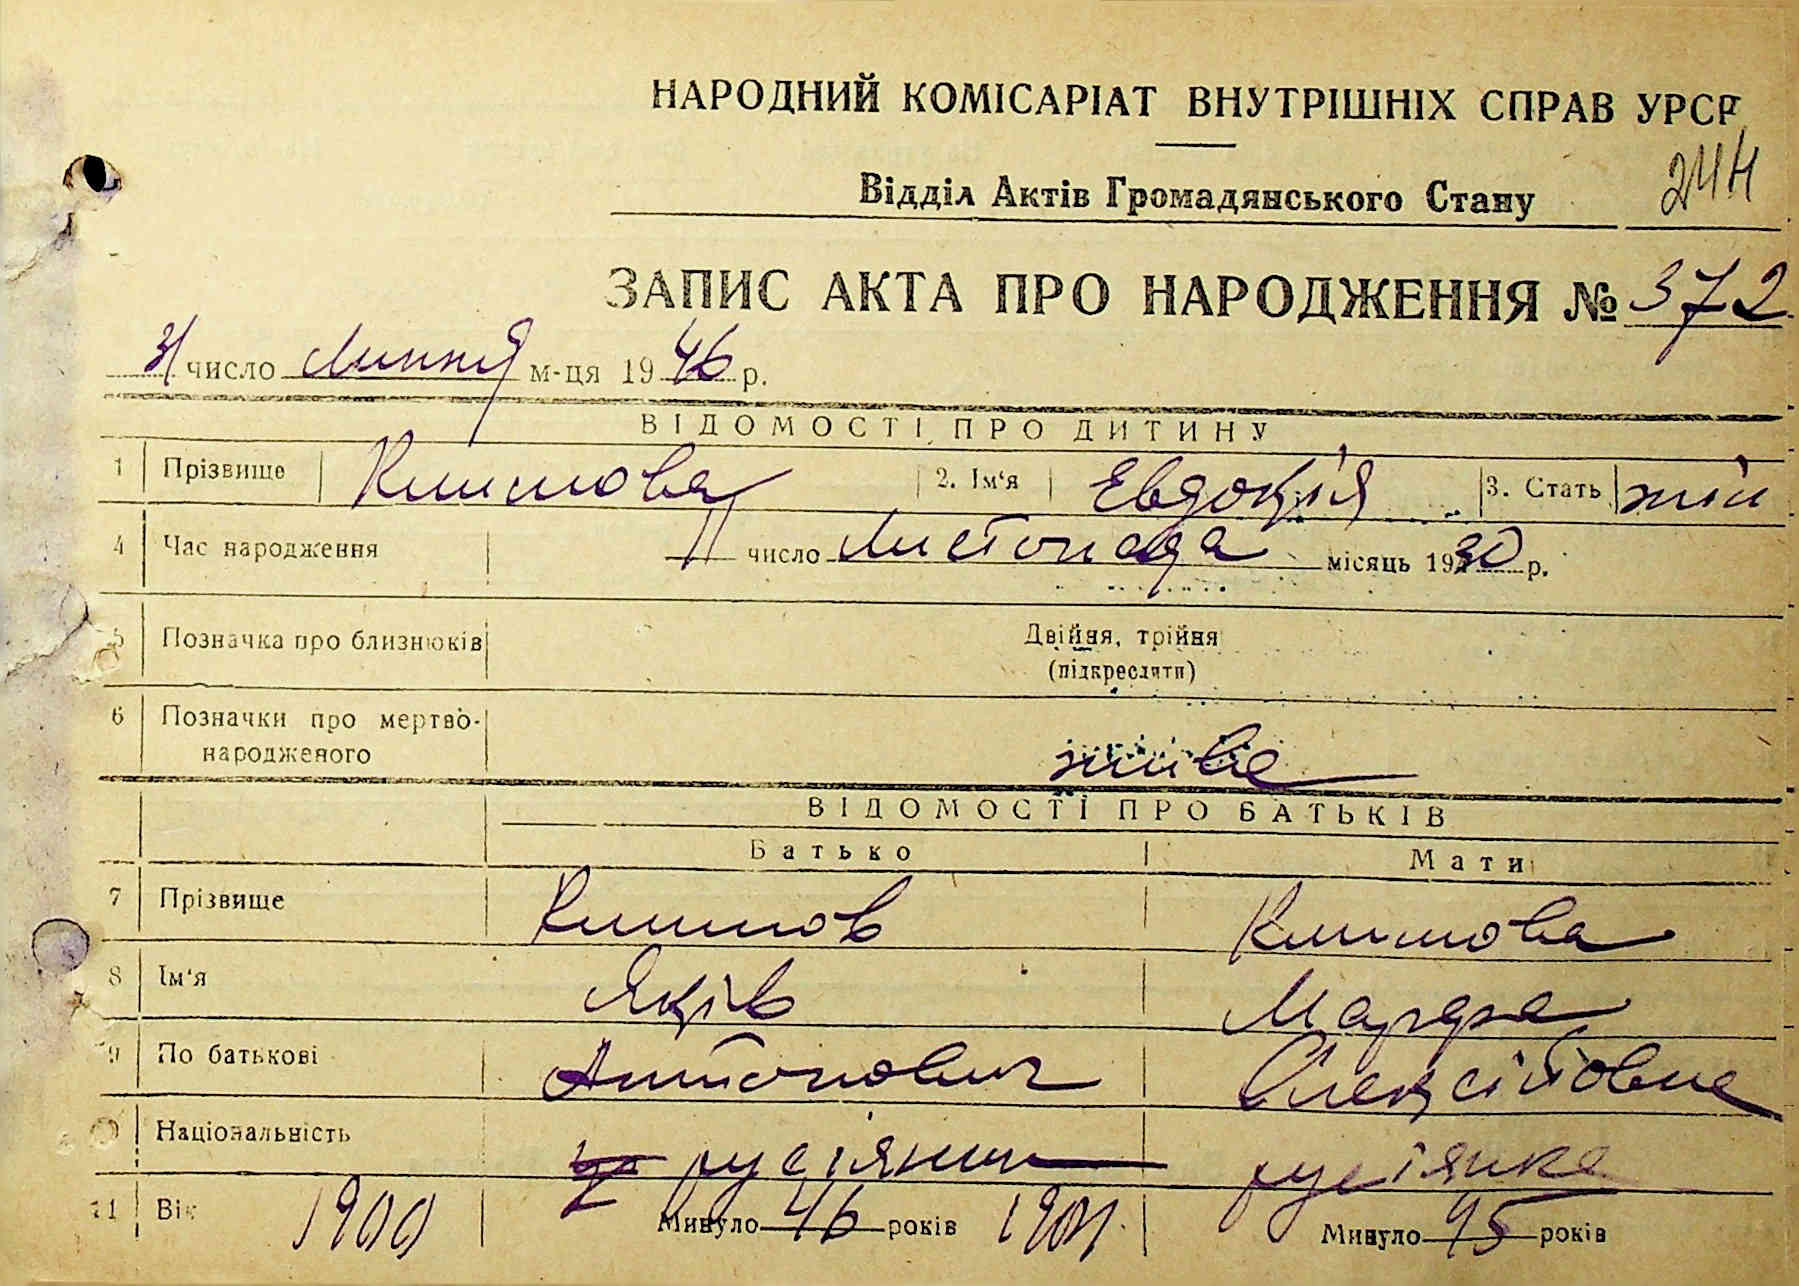 НАРОДНИЙ КОМІСАРІАТ ВНУТРІШНІХ СПРАВ УРСР
Відділ Актів Громадянського Стану
244
ЗАПИС АКТА ПРО НАРОДЖЕННЯ № 372
31 число Липня м-ця 1946 р.
ВІДОМОСТІ ПРО ДИТИНУ
1 Прізвище Климова 2. Ім'я Евдокія 3. Стать жін
4 Час народження 11 число Листопада місяць 1930 р.
5 Позначка про близнюків Двійня, трійня
(підкреслити)
6 Позначки про мертво-
народженого живе
ВІДОМОСТІ ПРО БАТЬКІВ
Батько Мати
7 Прізвище Климов Климова
8 Ім'я Яків Марфа
9 По батькові Антонович Олексіївна
10 Національність русіянин русіянка
11 Вік 1900 Минуло 46 років 1901 Минуло 45 років